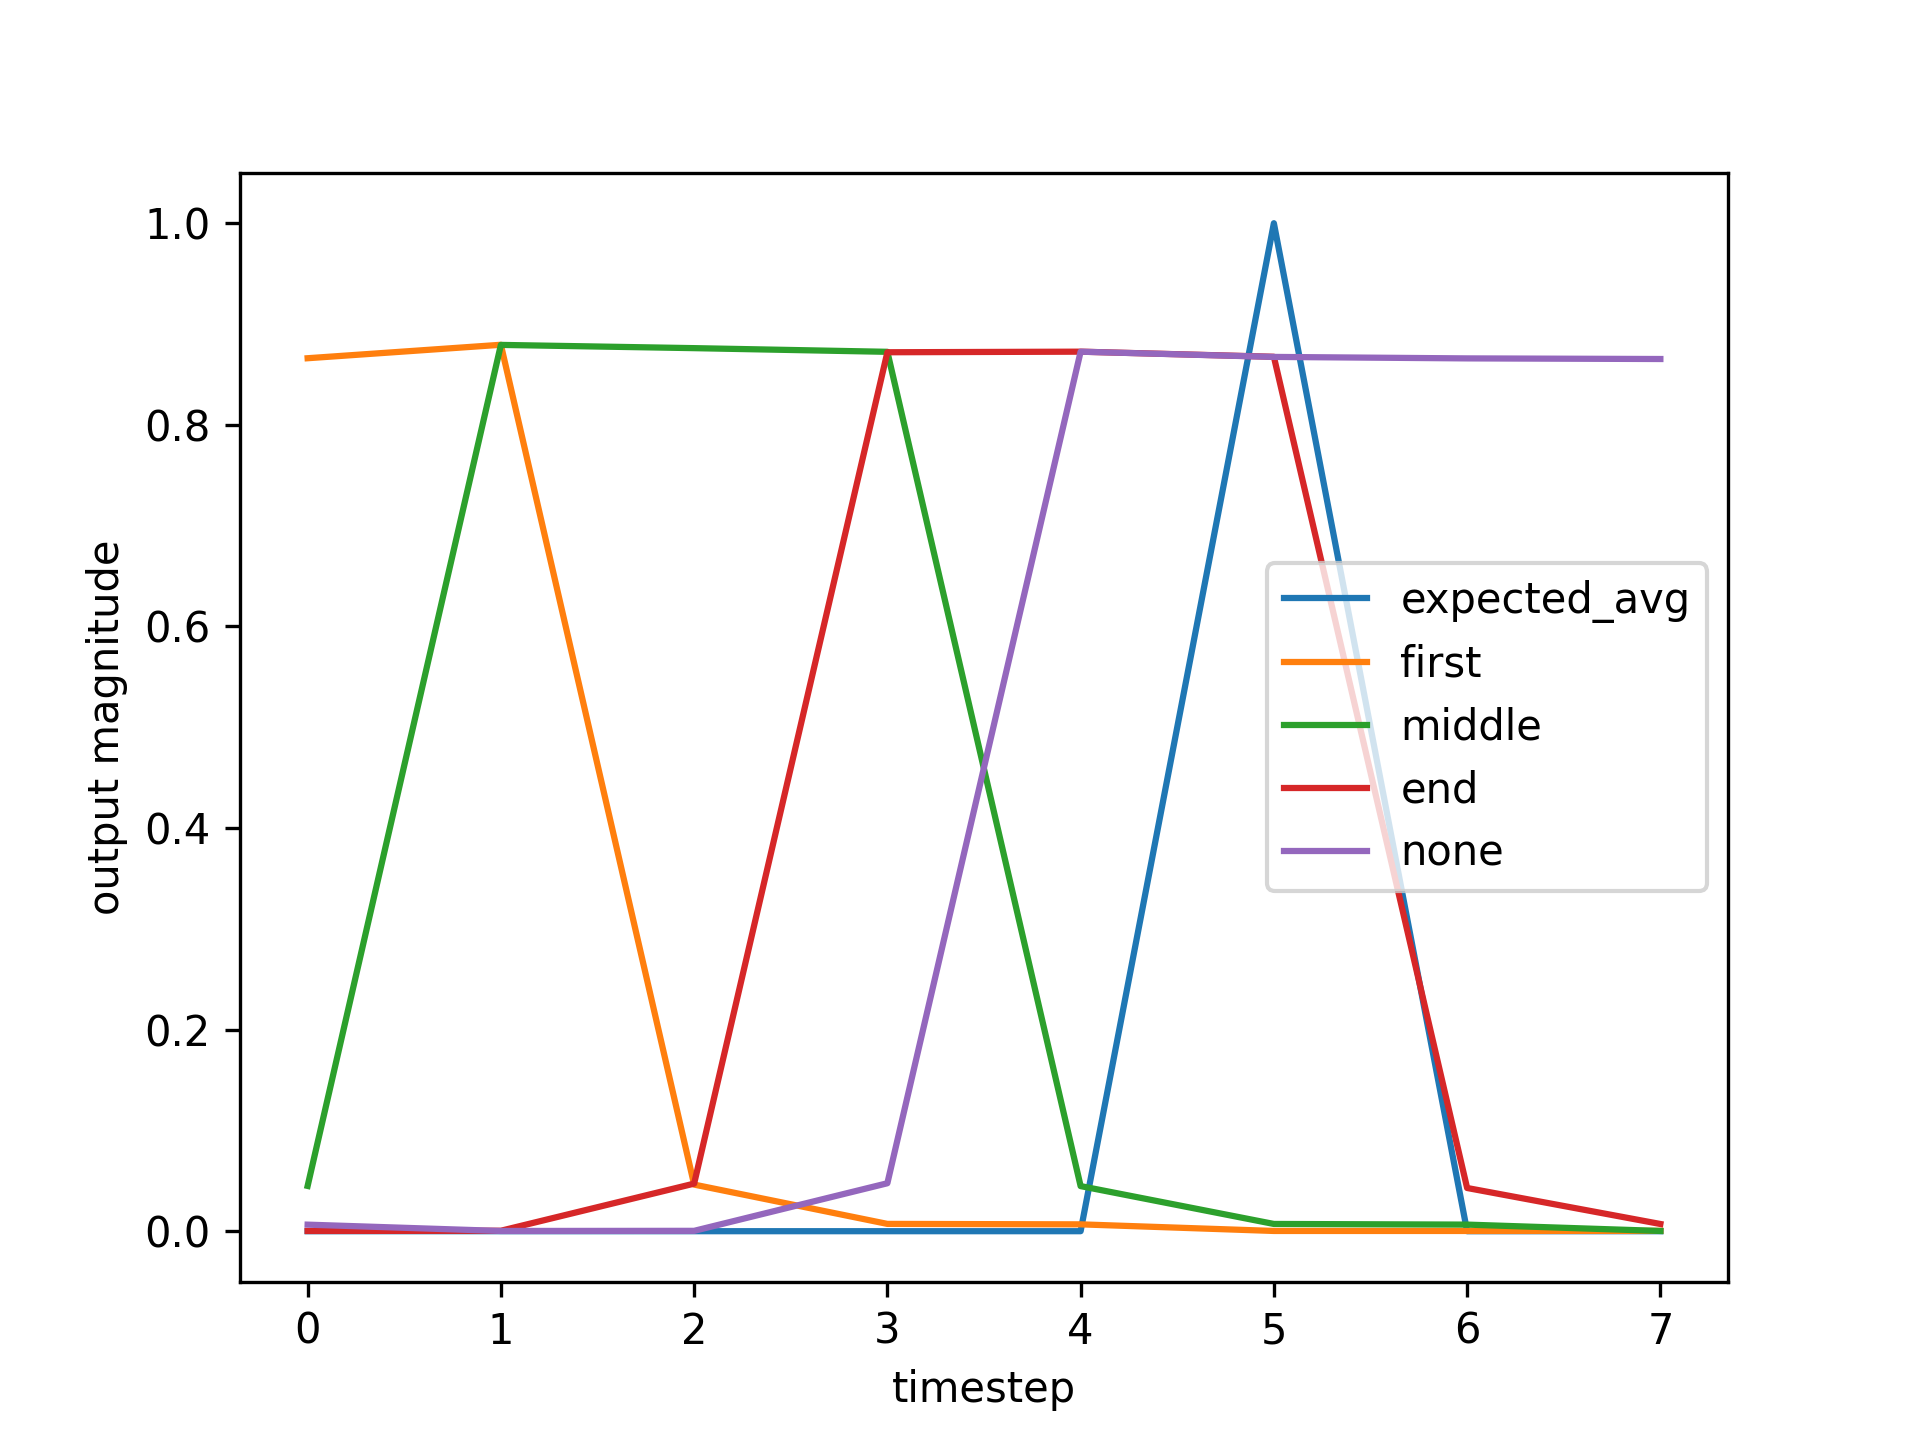 1.0
0.8
0.6
0.4
0.2
0.0
output magnitude
expected_avg
first
middle
end
none
0 1 2 3 4 5 6 7
timestep